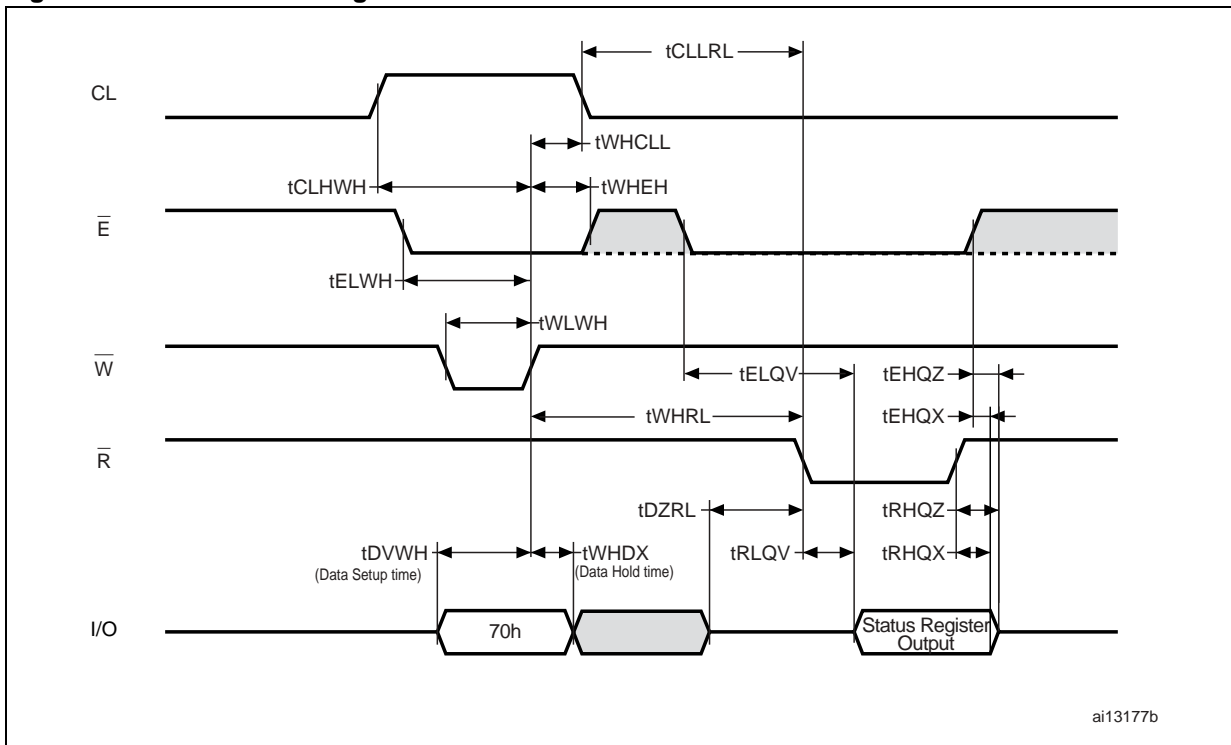 tCLLRL
CL
tWHCLL
tCLHWH
tWHEH
E
tELWH
tWLWH
W
tELQV
tEHQZ
tWHRL
tEHQX
R
tDZRL
tRHQZ
tDVWH
(Data Setup time)
tWHDX
(Data Hold time)
tRLQV
tRHQX
I/O
70h
Status Register
Output
ai13177b